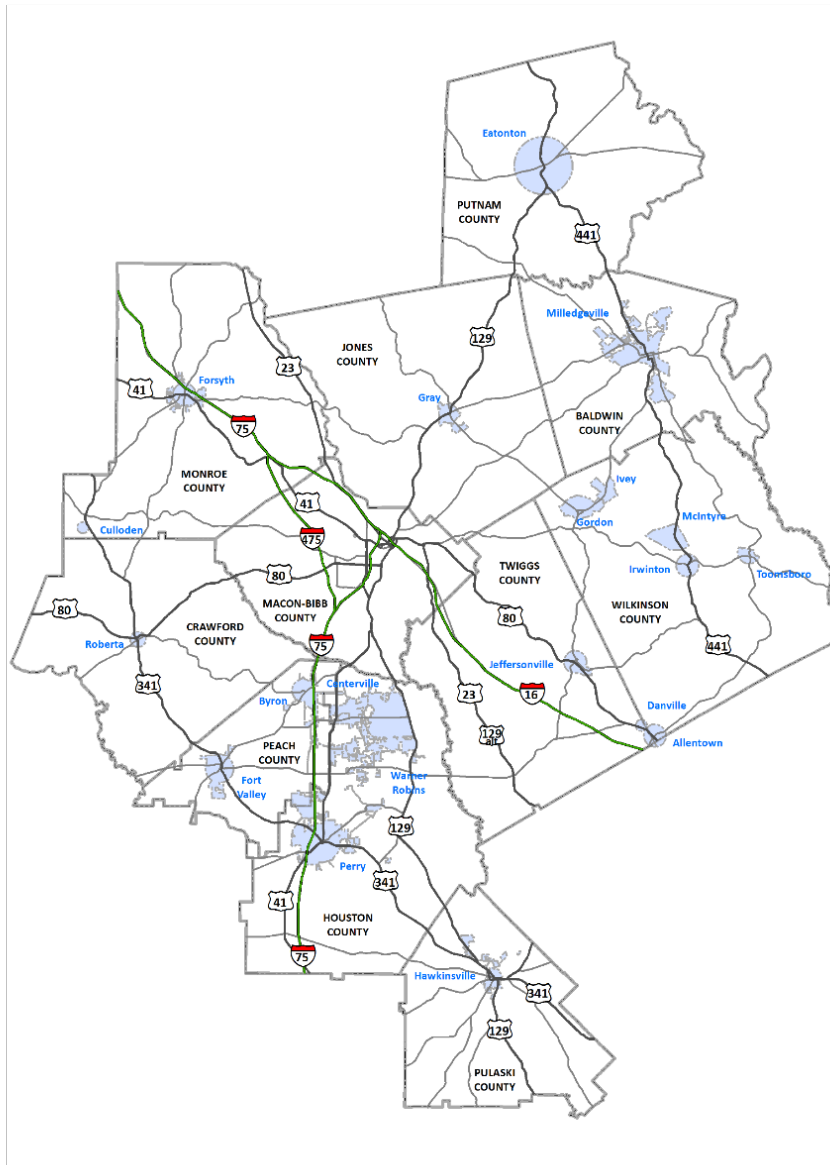 Eatonton
PUTNAM
COUNTY
441
Milledgeville
JONES
COUNTY
129
23
Forsyth
41
Gray
75
BALDWIN
COUNTY
MONROE
COUNTY
Ivey
41
McIntyre
Gordon
Culloden
475
TWIGGS
COUNTY
Irwinton
Toomsboro
80
80
MACON-BIBB
COUNTY
WILKINSON
COUNTY
80
CRAWFORD
COUNTY
Roberta
75
441
Jeffersonville
341
Centerville
23
16
Byron
Danville
129
alt
Allentown
PEACH
COUNTY
Fort
Valley
Warner
Robins
129
Perry
341
41
HOUSTON
COUNTY
75
Hawkinsville
341
129
PULASKI
COUNTY